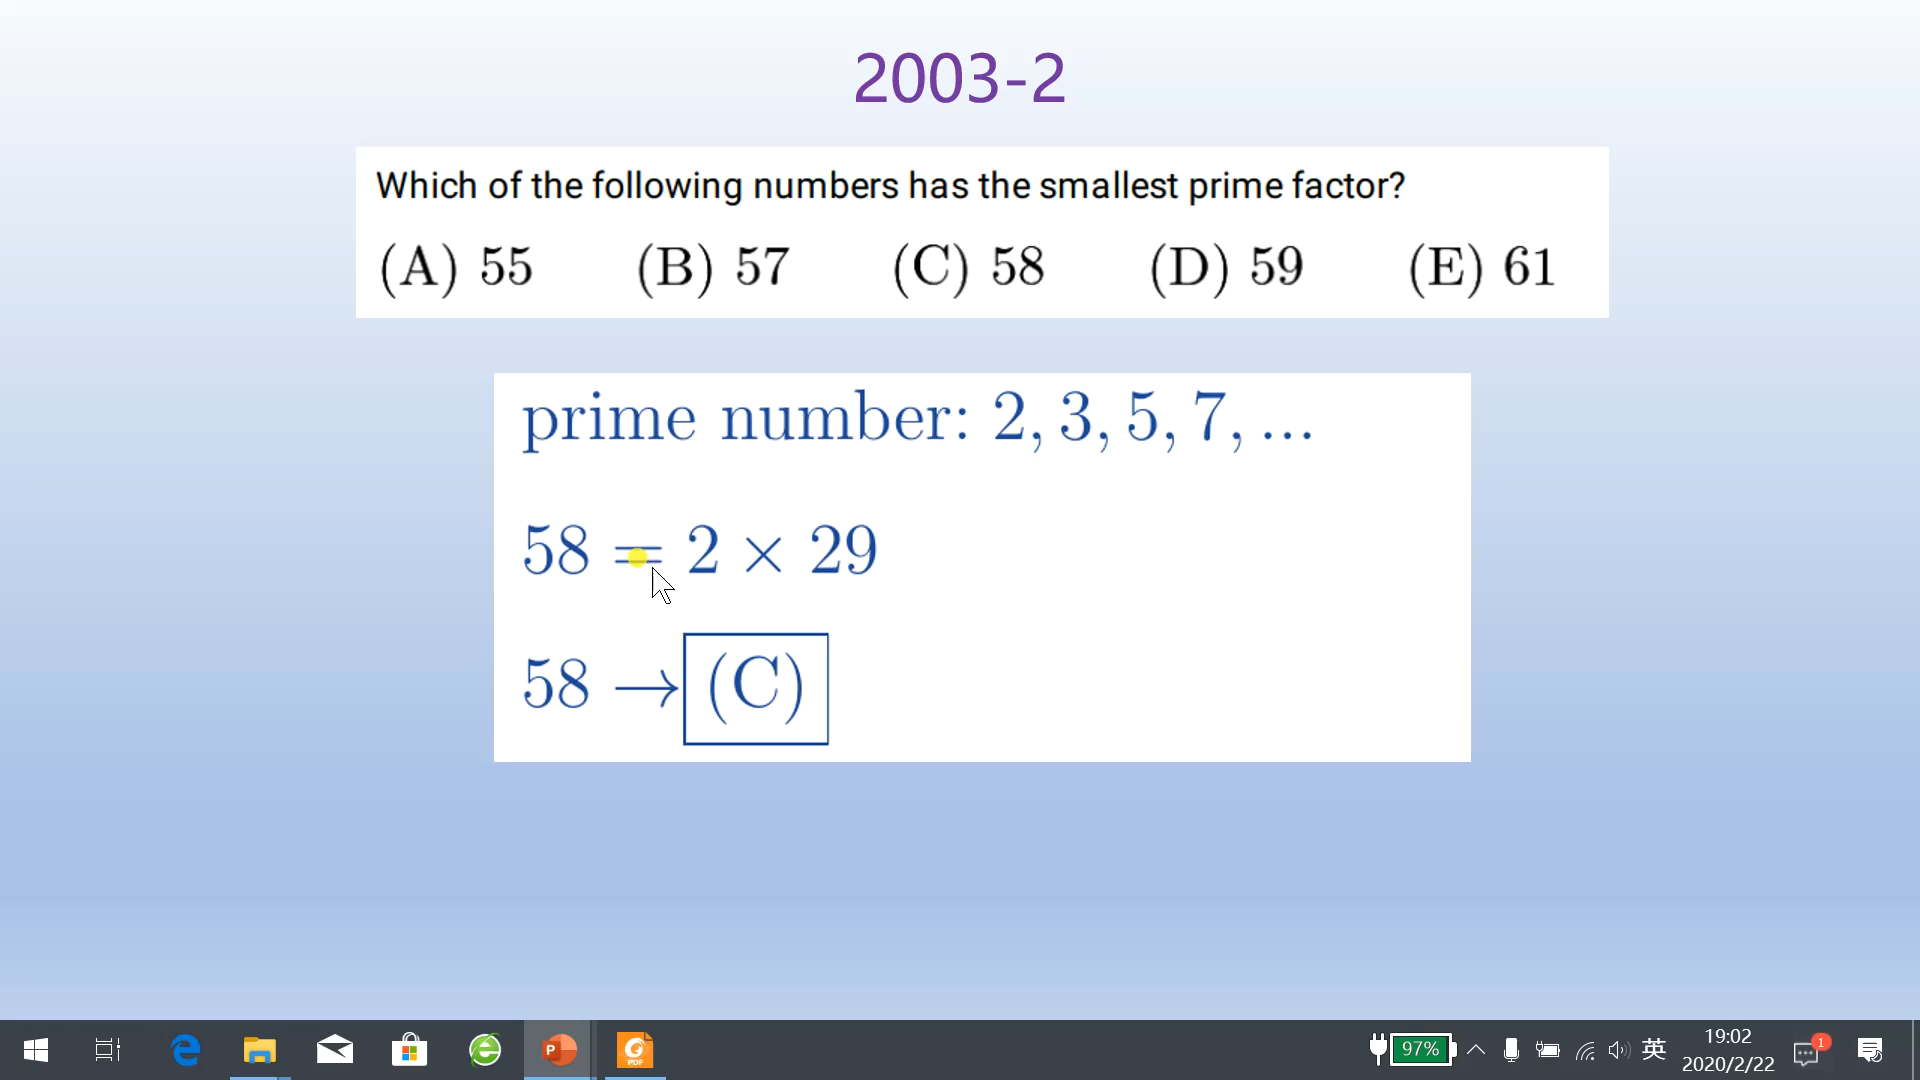 2003-2
Which of the following numbers has the smallest prime factor?
(A) 55 (B) 57 (C) 58 (D) 59 (E) 61
prime number: 2, 3, 5, 7, ...
58 = 2 × 29
58 → (C)
P
PDF
97%
英
19:02
2020/2/22
1